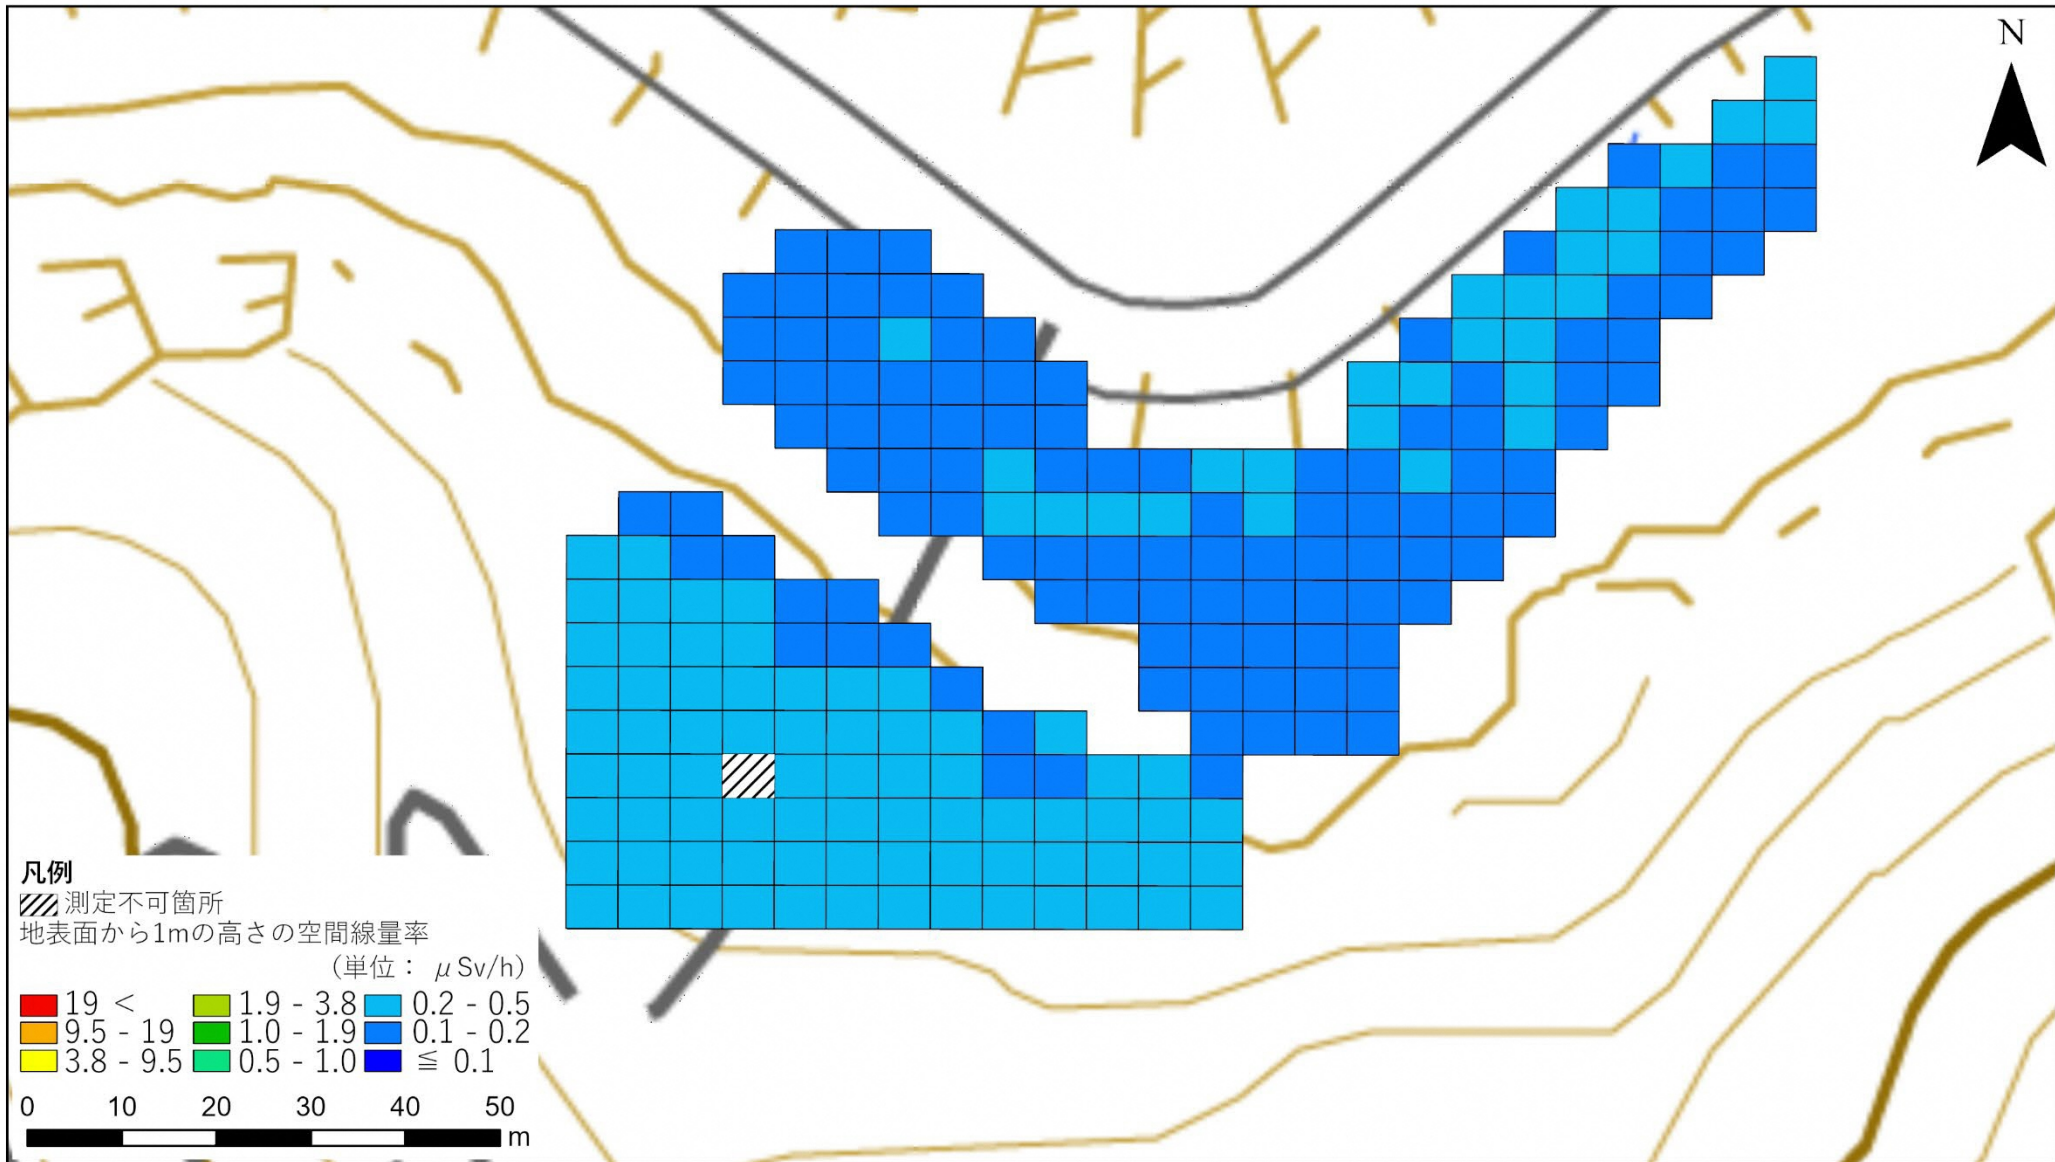 N
凡例
測定不可箇所
地表面から1mの高さの空間線量率
（単位： μSv/h）
19 < 1.9 - 3.8 0.2 - 0.5
9.5 - 19 1.0 - 1.9 0.1 - 0.2
3.8 - 9.5 0.5 - 1.0 ≦ 0.1
0 10 20 30 40 50
m